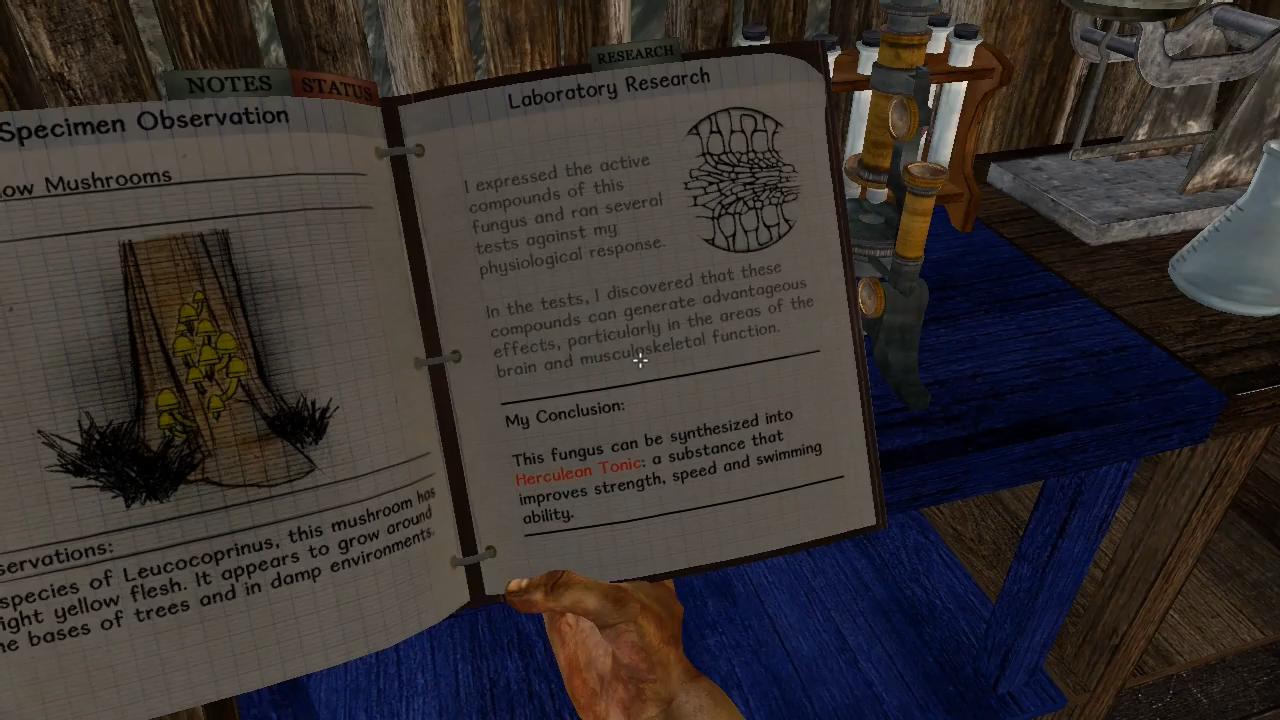 NOTES
STATUS
Specimen Observation
Mushrooms
species of Leucocoprinus, this mushroom has
yellow flesh. It appears to grow around
bases of trees and in damp environments.
RESEARCH
Laboratory Research
I expressed the active
compounds of this
fungus and ran several
tests against my
physiological response.
In the tests, I discovered that these
compounds can generate advantageous
effects, particularly in the areas of the
brain and musculoskeletal function.
My Conclusion:
This fungus can be synthesized into
Herculean Tonic: a substance that
improves strength, speed and swimming
ability.